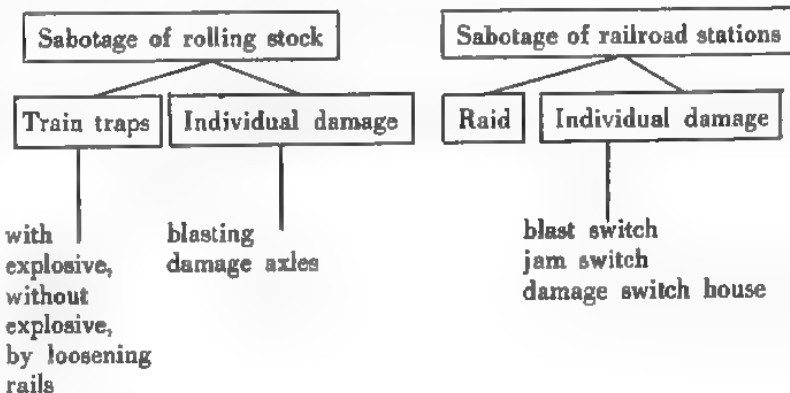 Sabotage of rolling stock
Sabotage of railroad stations
Train traps
Individual damage
Raid
Individual damage
with
explosive,
without
explosive,
by loosening
rails
blasting
damage axles
blast switch
jam switch
damage switch house